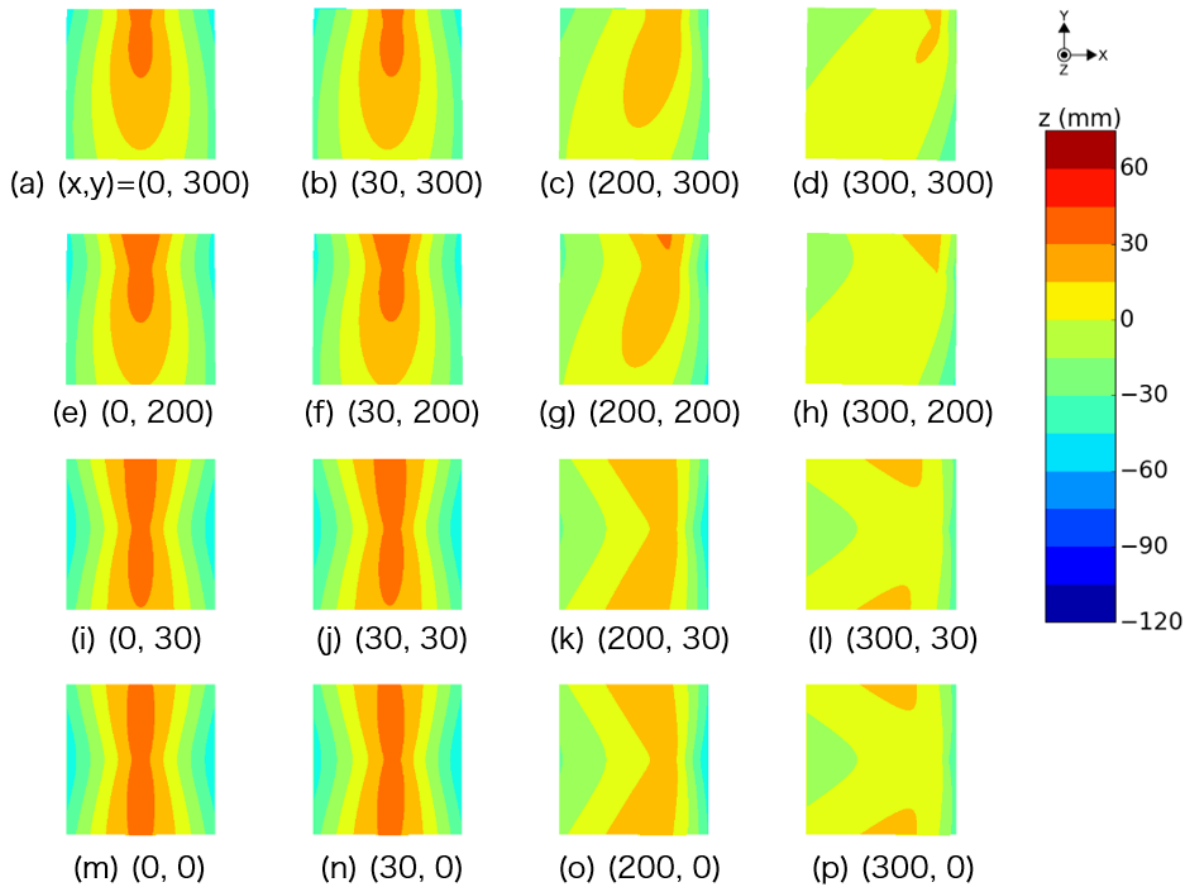 Y
X
Z
z (mm)
60
30
0
−30
−60
−90
−120
(a) (x,y)=(0, 300)
(b) (30, 300)
(c) (200, 300)
(d) (300, 300)
(e) (0, 200)
(f) (30, 200)
(g) (200, 200)
(h) (300, 200)
(i) (0, 30)
(j) (30, 30)
(k) (200, 30)
(l) (300, 30)
(m) (0, 0)
(n) (30, 0)
(o) (200, 0)
(p) (300, 0)